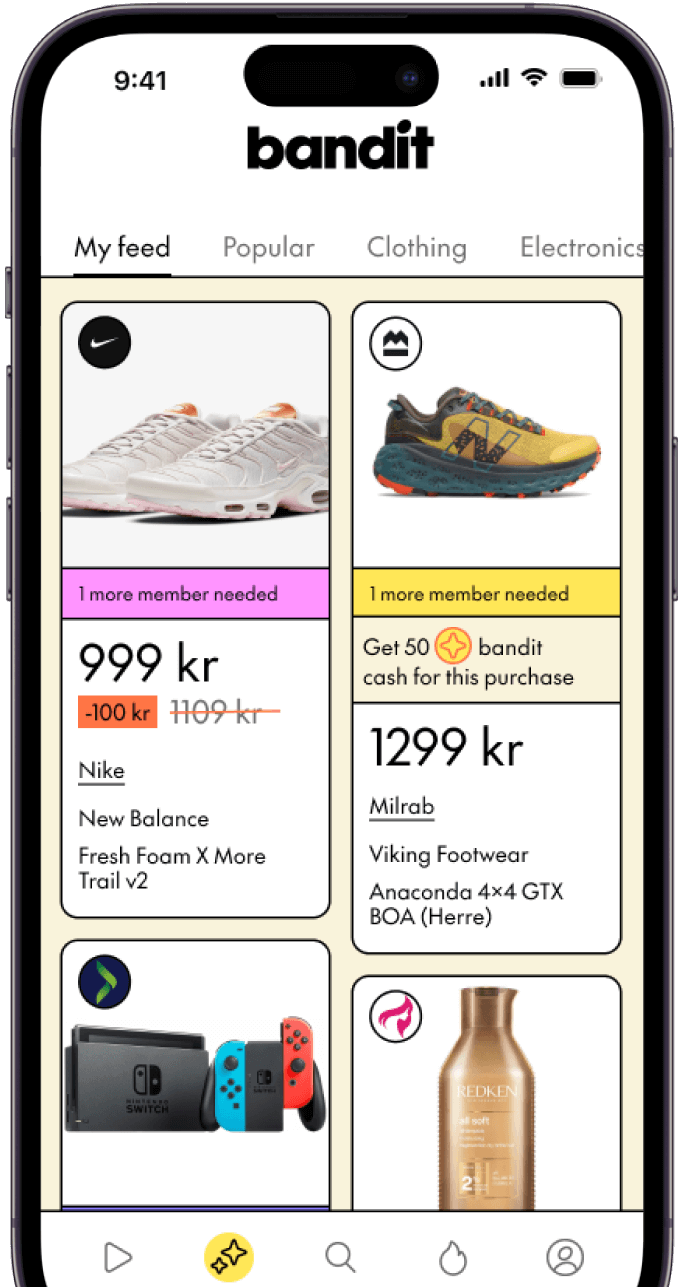 9:41
bandit
My feed
Popular
Clothing
Electronics
1 more member needed
999 kr
-100 kr 1109 kr
Nike
New Balance
Fresh Foam X More
Trail v2
1 more member needed
Get 50 bandit
cash for this purchase
1299 kr
Milrab
Viking Footwear
Anaconda 4×4 GTX
BOA (Herre)
NINTENDO
SWITCH
REDKEN
all soft
2%